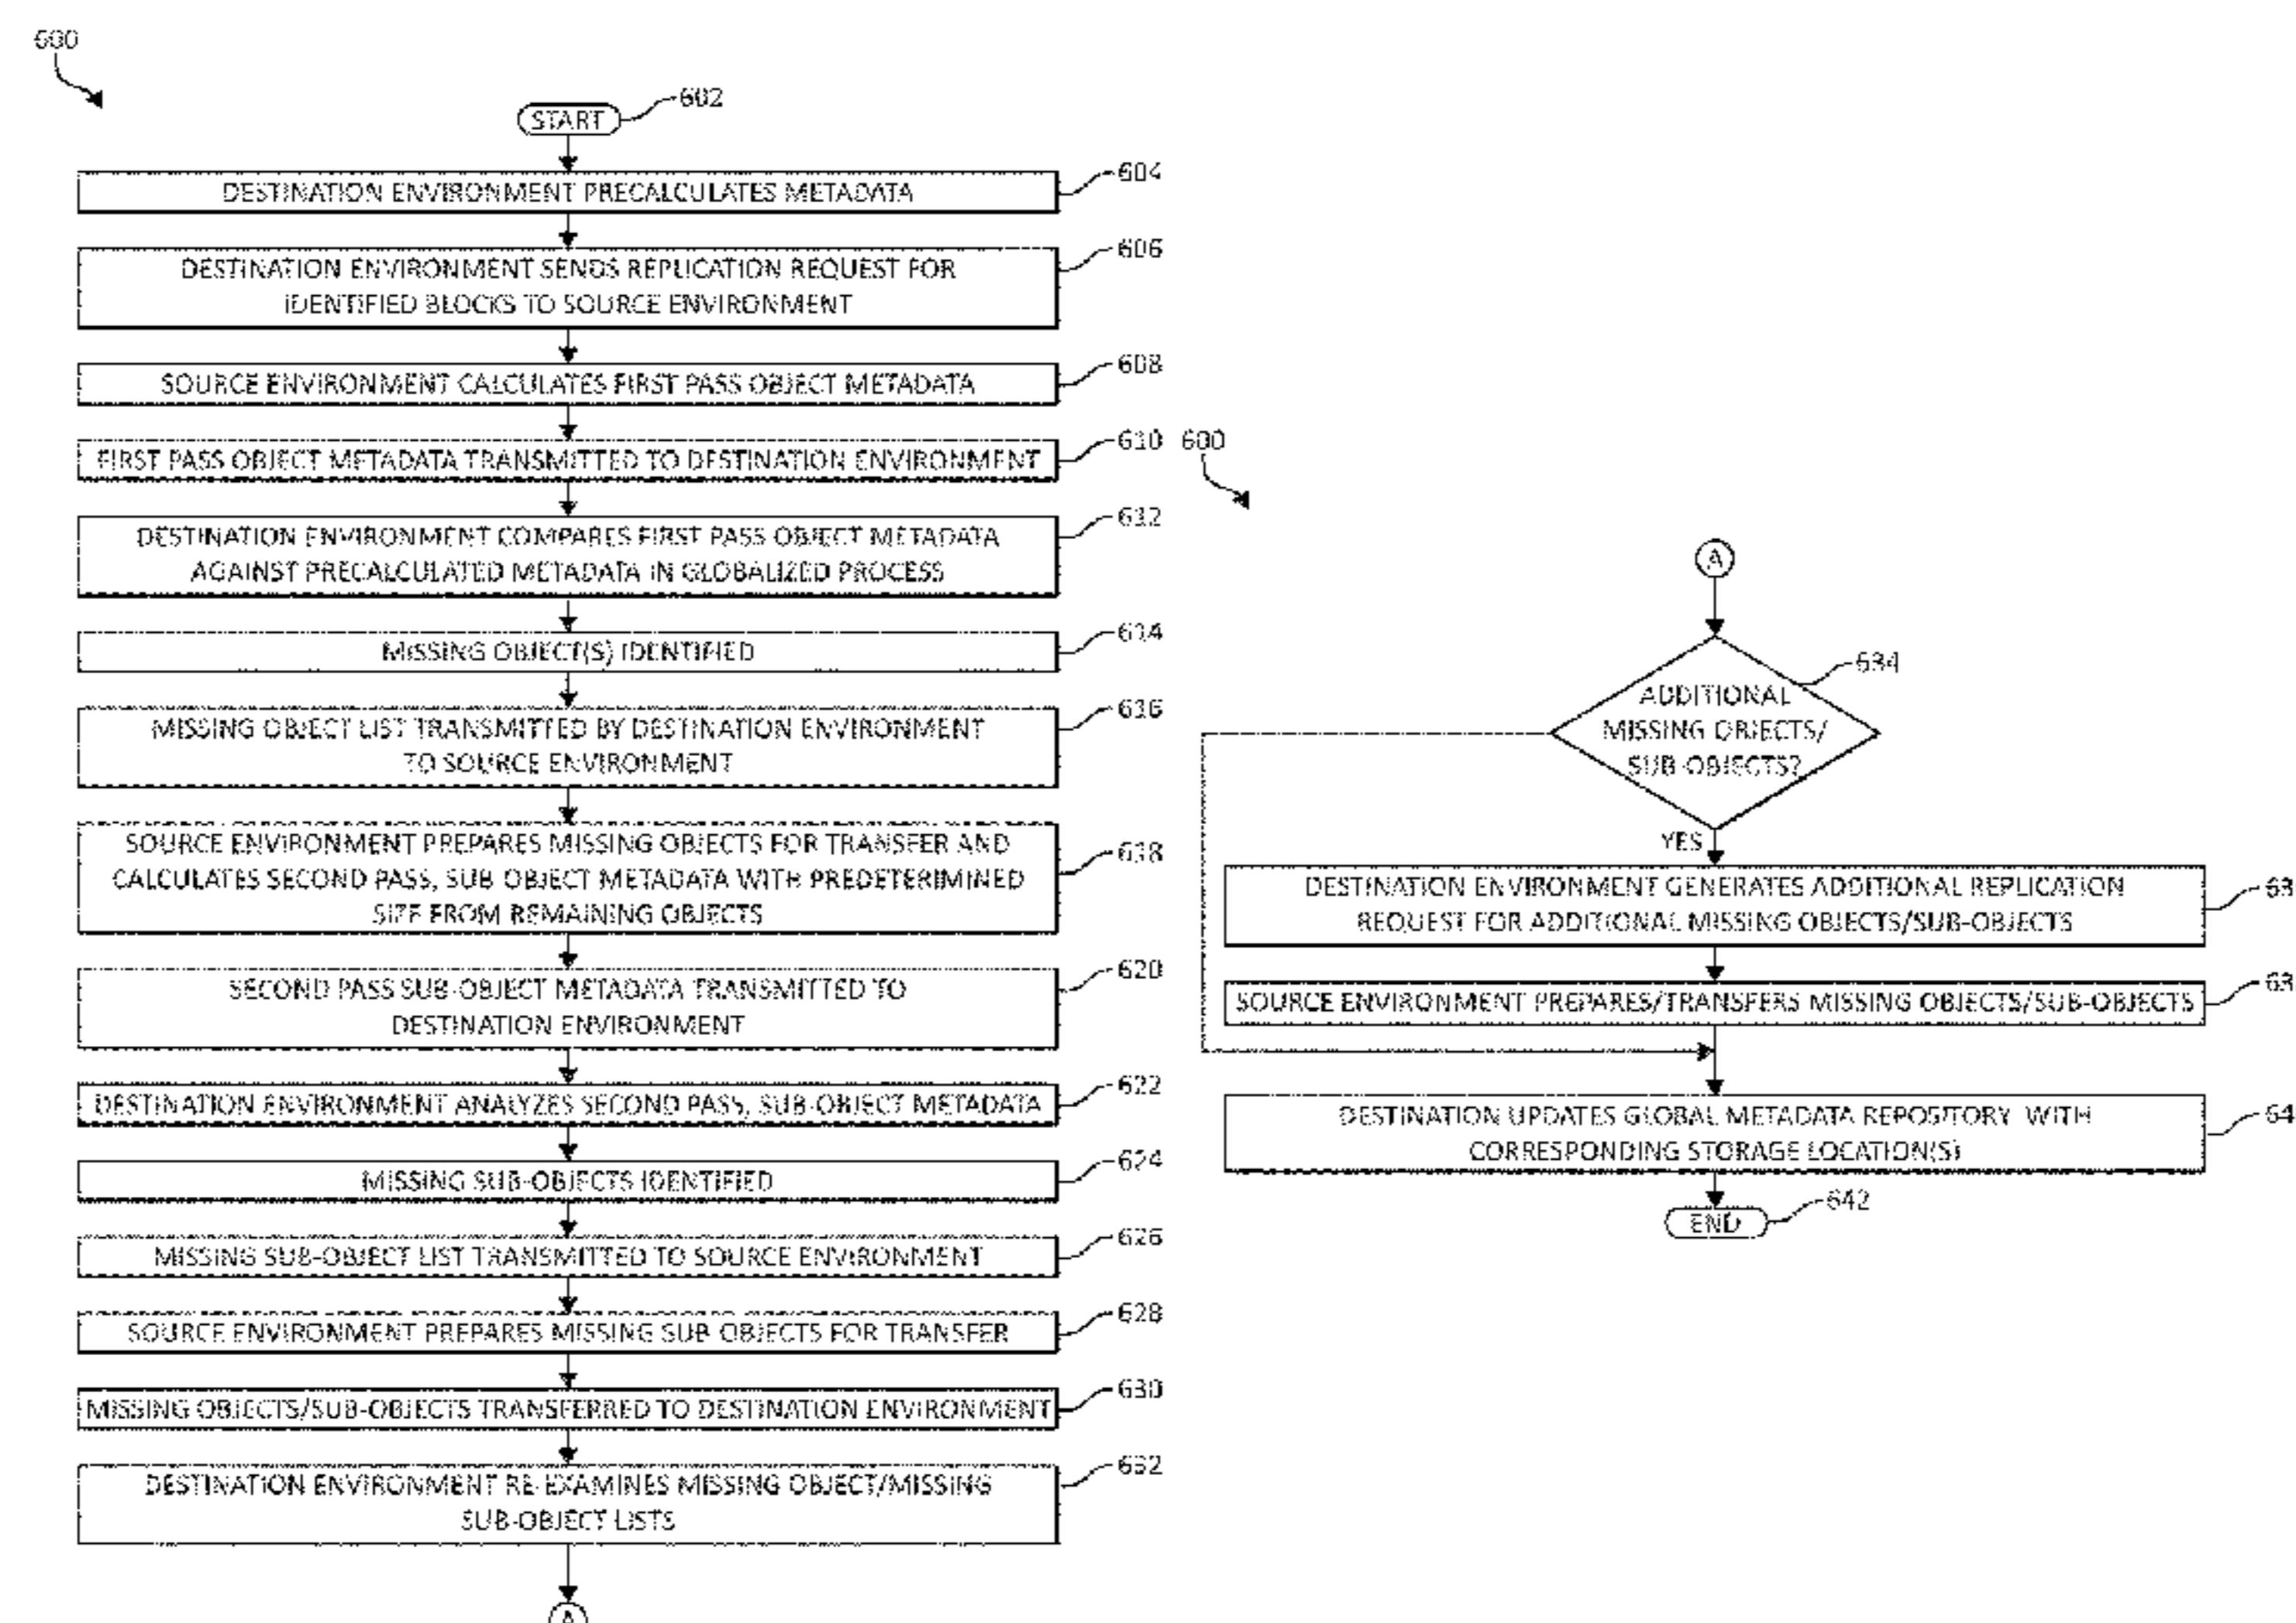 600
START
602
DESTINATION ENVIRONMENT PRECALCULATES METADATA
604
DESTINATION ENVIRONMENT SENDS REPLICATION REQUEST FOR
IDENTIFIED BLOCKS TO SOURCE ENVIRONMENT
606
SOURCE ENVIRONMENT CALCULATES FIRST PASS OBJECT METADATA
608
FIRST PASS OBJECT METADATA TRANSMITTED TO DESTINATION ENVIRONMENT
610
DESTINATION ENVIRONMENT COMPARES FIRST PASS OBJECT METADATA
AGAINST PRECALCULATED METADATA IN GLOBALIZED PROCESS
612
MISSING OBJECT(S) IDENTIFIED
614
MISSING OBJECT LIST TRANSMITTED BY DESTINATION ENVIRONMENT
TO SOURCE ENVIRONMENT
616
SOURCE ENVIRONMENT PREPARES MISSING OBJECTS FOR TRANSFER AND
CALCULATES SECOND PASS, SUB-OBJECT METADATA WITH PREDETERIMINED
SIZE FROM REMAINING OBJECTS
618
SECOND PASS SUB-OBJECT METADATA TRANSMITTED TO
DESTINATION ENVIRONMENT
620
DESTINATION ENVIRONMENT ANALYZES SECOND PASS, SUB-OBJECT METADATA
622
MISSING SUB-OBJECTS IDENTIFIED
624
MISSING SUB-OBJECT LIST TRANSMITTED TO SOURCE ENVIRONMENT
626
SOURCE ENVIRONMENT PREPARES MISSING SUB-OBJECTS FOR TRANSFER
628
MISSING OBJECTS/SUB-OBJECTS TRANSFERRED TO DESTINATION ENVIRONMENT
630
DESTINATION ENVIRONMENT RE-EXAMINES MISSING OBJECT/MISSING
SUB-OBJECT LISTS
632
A
600
A
ADDITIONAL
MISSING OBJECTS/
SUB-OBJECTS?
634
YES
DESTINATION ENVIRONMENT GENERATES ADDITIONAL REPLICATION
REQUEST FOR ADDITIONAL MISSING OBJECTS/SUB-OBJECTS
63
SOURCE ENVIRONMENT PREPARES/TRANSFERS MISSING OBJECTS/SUB-OBJECTS
63
DESTINATION UPDATES GLOBAL METADATA REPOSITORY WITH
CORRESPONDING STORAGE LOCATION(S)
64
END
642